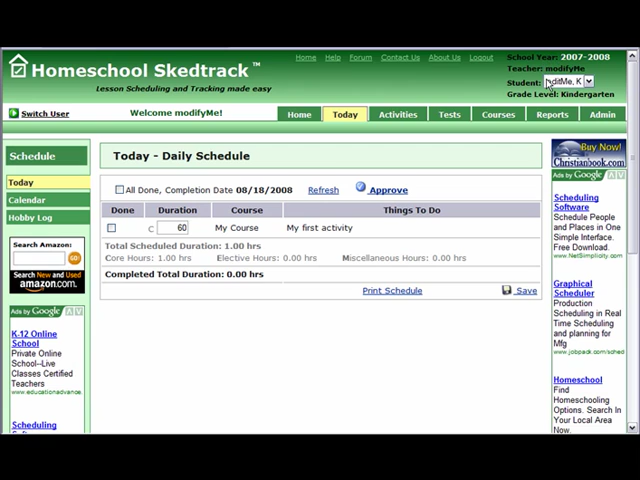 Home Help Forum Contact Us About Us Logout
School Year: 2007-2008
Homeschool Skedtrack ™
Teacher: modifyMe
Student: editMe, K
Lesson Scheduling and Tracking made easy
Grade Level: Kindergarten
Switch User Welcome modifyMe! Home Today Activities Tests Courses Reports Admin
Schedule
Today
Calendar
Hobby Log
Search Amazon:
GO!
Search New and Used
amazon.com
Ads by Google
K-12 Online
School
Private Online
School--Live
Classes Certified
Teachers
www.educationadvance.
Scheduling
Today - Daily Schedule
All Done, Completion Date 08/18/2008 Refresh Approve
Done Duration Course Things To Do
C 60 My Course My first activity
Total Scheduled Duration: 1.00 hrs
Core Hours: 1.00 hrs Elective Hours: 0.00 hrs Miscellaneous Hours: 0.00 hrs
Completed Total Duration: 0.00 hrs
Print Schedule Save
Buy Now!
Christianbook.com
Ads by Google
Scheduling
Software
Schedule People
and Places in One
Simple Interface.
Free Download.
www.NetSimplicity.com
Graphical
Scheduler
Production
Scheduling in Real
Time Scheduling
and planning for
Mfg
www.jobpack.com/sched
Homeschool
Find
Homeschooling
Options. Search In
Your Local Area
Now.